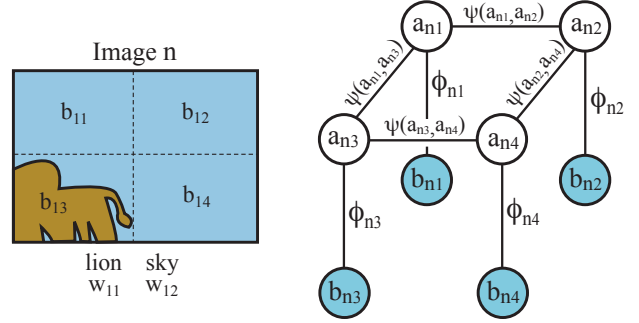 Image n
b₁₁ b₁₂
b₁₃ b₁₄
lion sky
w₁₁ w₁₂
aₙ₁ ψ(aₙ₁,aₙ₂) aₙ₂
ψ(aₙ₁,aₙ₃) ϕₙ₁ ψ(aₙ₂,aₙ₄) ϕₙ₂
aₙ₃ ψ(aₙ₃,aₙ₄) aₙ₄
bₙ₁ bₙ₂
ϕₙ₃ ϕₙ₄
bₙ₃ bₙ₄